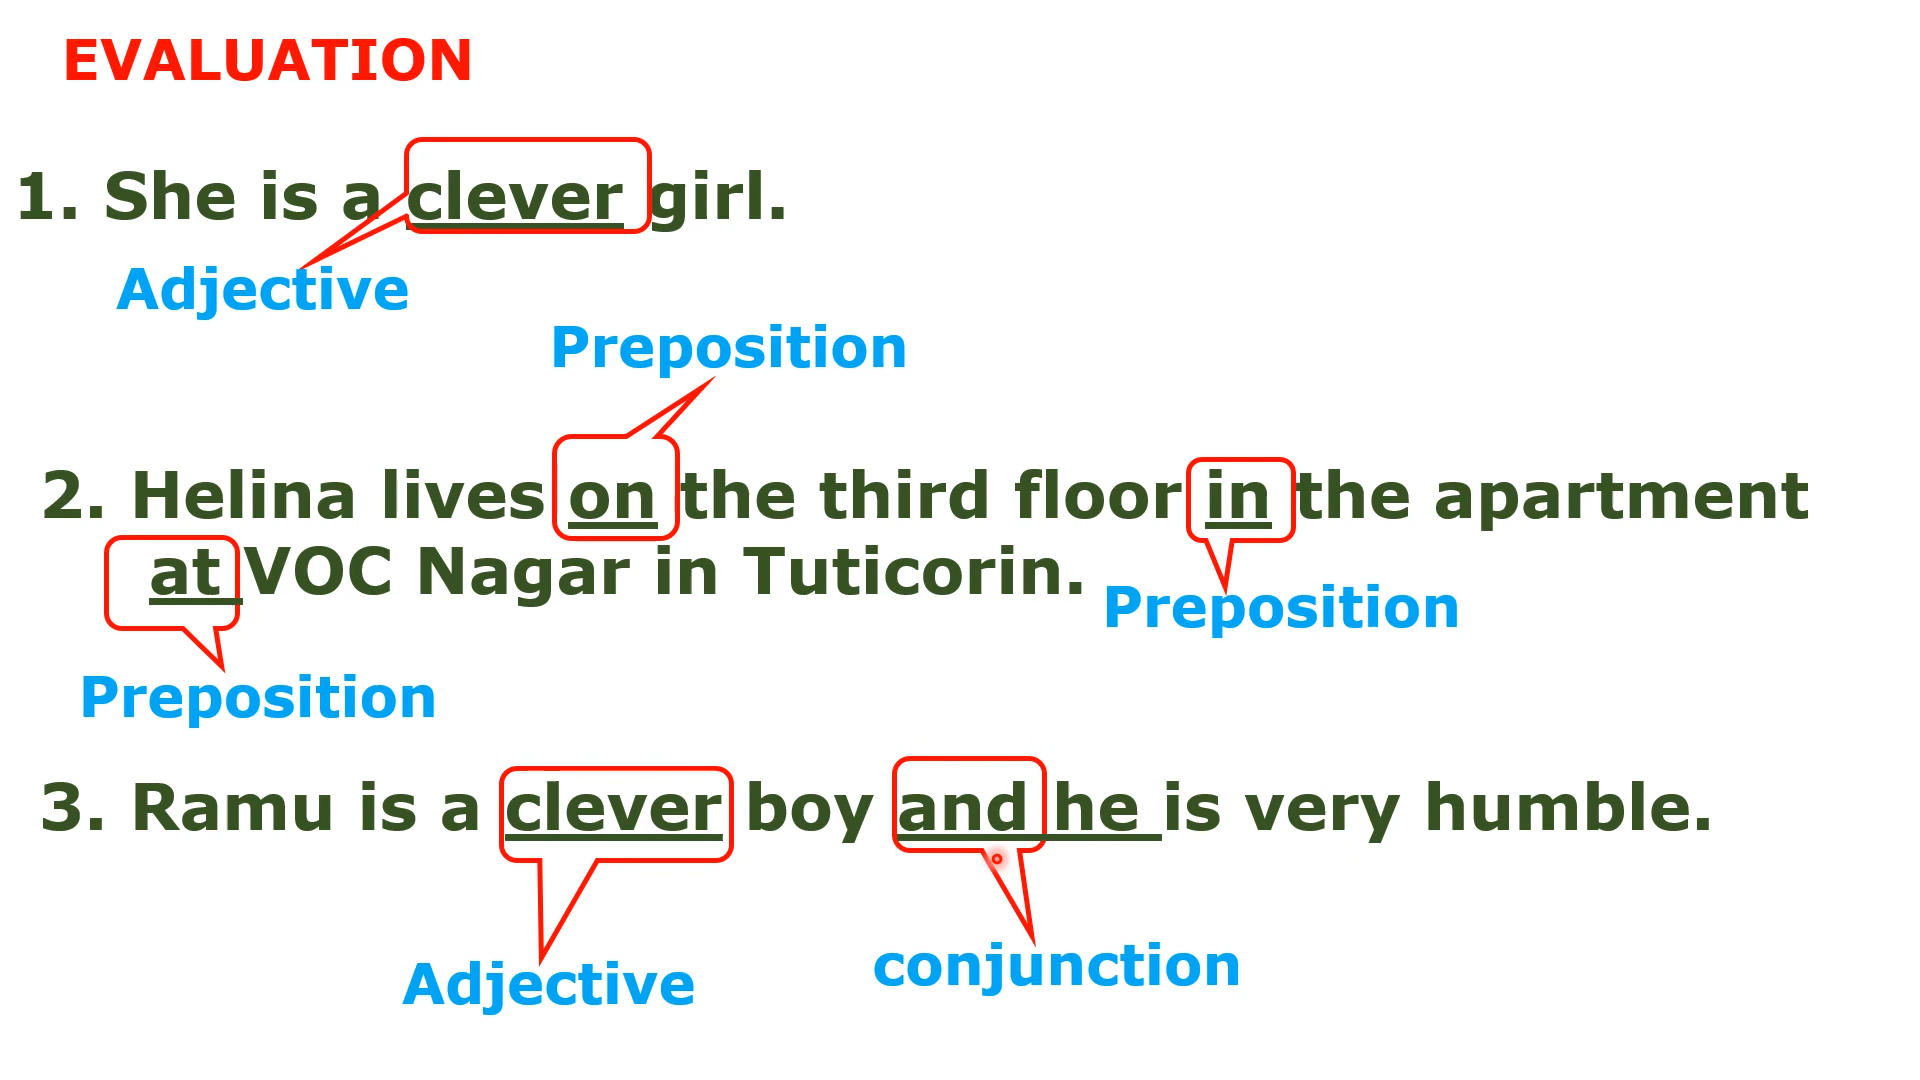 EVALUATION
1. She is a clever girl.
Adjective
Preposition
2. Helina lives on the third floor in the apartment
at VOC Nagar in Tuticorin.
Preposition
Preposition
3. Ramu is a clever boy and he is very humble.
Adjective
conjunction